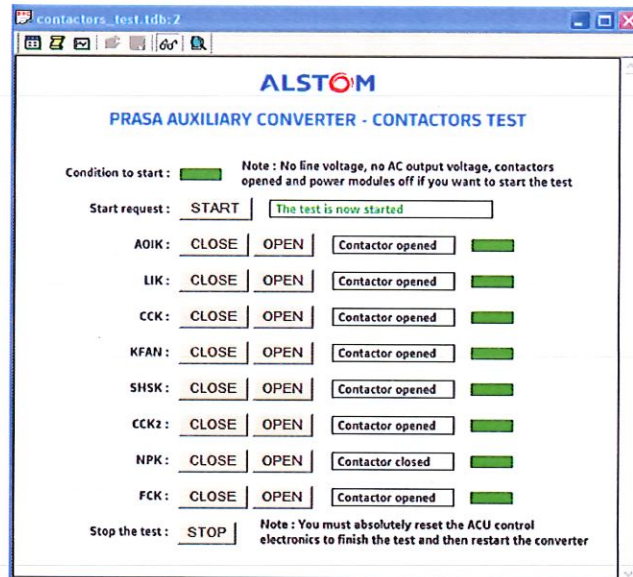 contactors_test.tdb:2
ALSTOM
PRASA AUXILIARY CONVERTER - CONTACTORS TEST
Condition to start :
Note : No line voltage, no AC output voltage, contactors
opened and power modules off if you want to start the test
Start request : START The test is now started
AOIK : CLOSE OPEN Contactor opened
LIK : CLOSE OPEN Contactor opened
CCK : CLOSE OPEN Contactor opened
KFAN : CLOSE OPEN Contactor opened
SHSK : CLOSE OPEN Contactor opened
CCK2 : CLOSE OPEN Contactor opened
NPK : CLOSE OPEN Contactor closed
FCK : CLOSE OPEN Contactor opened
Stop the test : STOP
Note : You must absolutely reset the ACU control
electronics to finish the test and then restart the converter